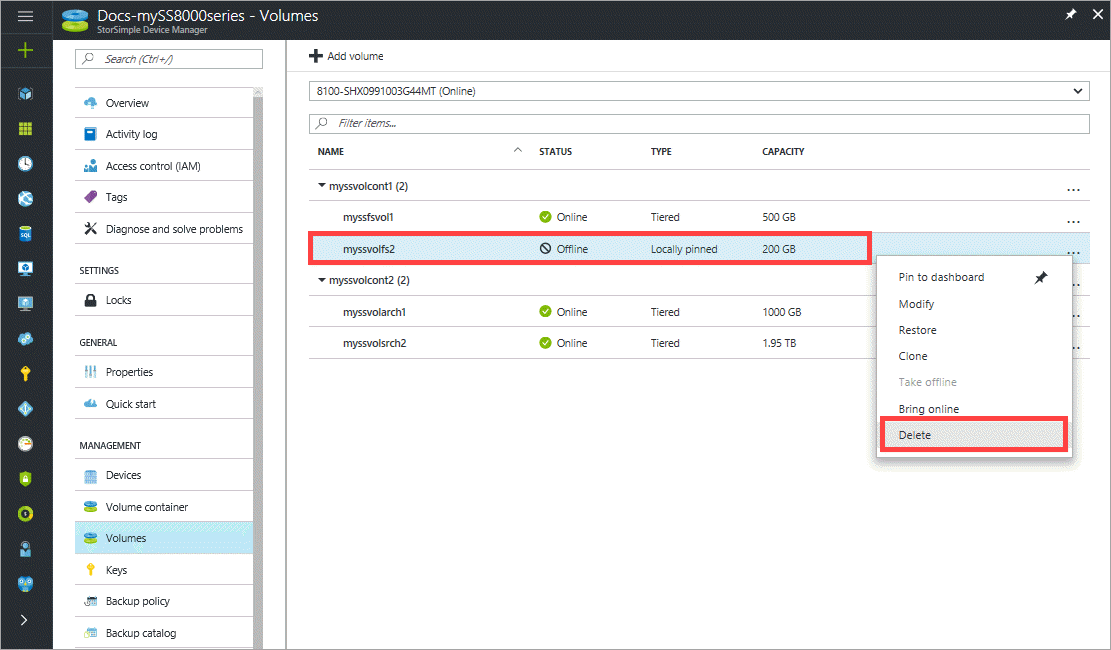 Docs-mySS8000series - Volumes
StorSimple Device Manager
Search (Ctrl+/)
Overview
Activity log
Access control (IAM)
Tags
Diagnose and solve problems
SETTINGS
Locks
GENERAL
Properties
Quick start
MANAGEMENT
Devices
Volume container
Volumes
Keys
Backup policy
Backup catalog
Add volume
8100-SHX0991003G44MT (Online)
Filter items...
NAME STATUS TYPE CAPACITY
myssvolcont1 (2) ...
myssfsvol1 Online Tiered 500 GB ...
myssvolfs2 Offline Locally pinned 200 GB ...
myssvolcont2 (2)
myssvolarch1 Online Tiered 1000 GB
myssvolsrch2 Online Tiered 1.95 TB
Pin to dashboard
Modify
Restore
Clone
Take offline
Bring online
Delete
SQL